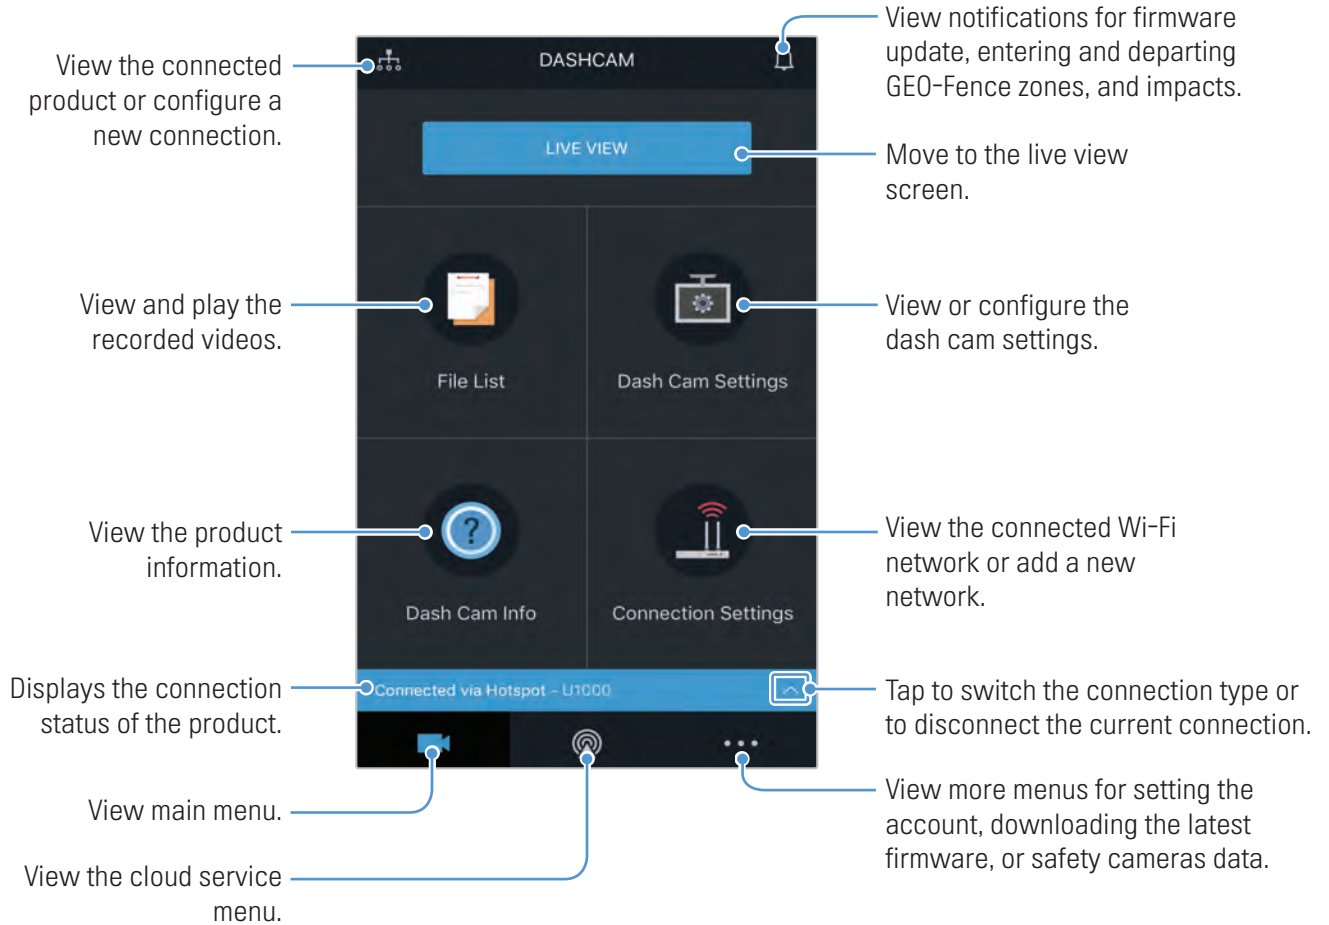 View notifications for firmware
update, entering and departing
GEO-Fence zones, and impacts.
View the connected
product or configure a
new connection.
DASHCAM
LIVE VIEW
Move to the live view
screen.
View and play the
recorded videos.
View or configure the
dash cam settings.
File List
Dash Cam Settings
?
View the product
information.
View the connected Wi-Fi
network or add a new
network.
Dash Cam Info
Connection Settings
Displays the connection
status of the product.
Connected via Hotspot - U1000
Tap to switch the connection type or
to disconnect the current connection.
View main menu.
View more menus for setting the
account, downloading the latest
firmware, or safety cameras data.
View the cloud service
menu.